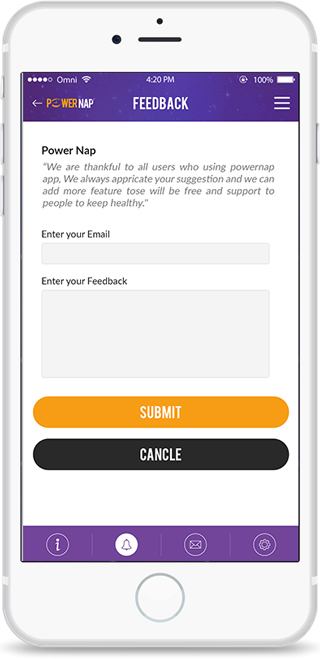 Omni 4:20 PM 100%
POWERNAP FEEDBACK
Power Nap
“We are thankful to all users who using powernap
app, We always appricate your suggestion and we can
add more feature tose will be free and support to
people to keep healthy.”
Enter your Email
Enter your Feedback
SUBMIT
CANCLE